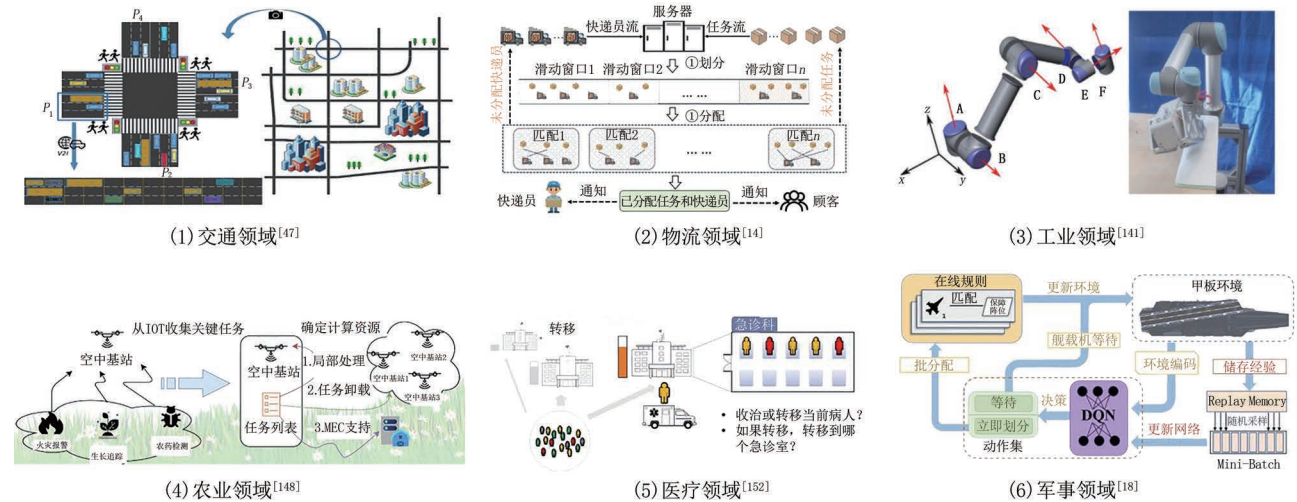 P4
P3
P1
V2I
P2
(1) 交通领域[47]
服务器
快递员流
任务流
①划分
滑动窗口1
滑动窗口2
滑动窗口n
... ...
未分配快递员
未分配任务
①分配
匹配1
匹配2
匹配n
... ...
快递员
通知
已分配任务和快递员
通知
顾客
(2) 物流领域[14]
A
B
C
D
E
F
z
x
y
(3) 工业领域[141]
从IOT收集关键任务
空中基站
火灾报警
生长追踪
农药检测
空中基站
任务列表
确定计算资源
1.局部处理
2.任务卸载
3.MEC支持
空中基站2
空中基站1
空中基站3
(4) 农业领域[148]
转移
急诊科
• 收治或转移当前病人?
• 如果转移，转移到哪
个急诊室?
(5) 医疗领域[152]
在线规则
匹配
1
保障
阵位
更新环境
甲板环境
舰载机等待
批分配
环境编码
储存经验
等待
立即划分
动作集
决策
DQN
Replay Memory
随机采样
更新网络
Mini-Batch
(6) 军事领域[18]